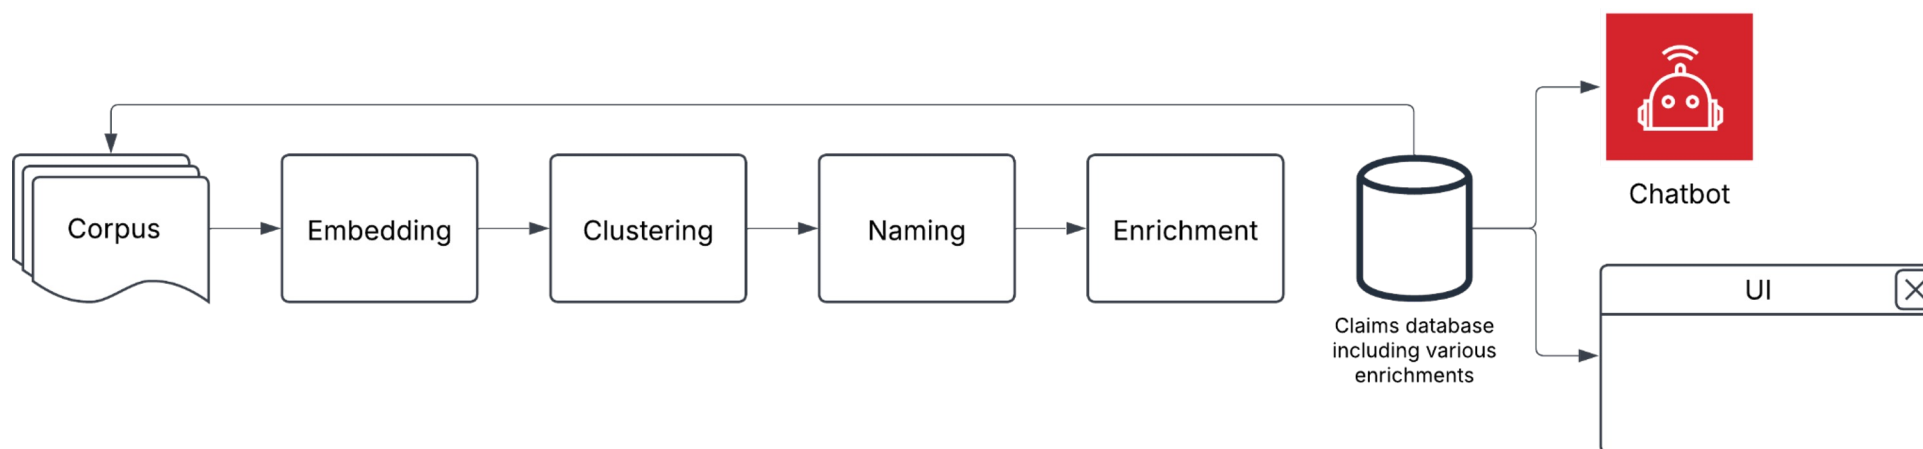 Corpus
Embedding
Clustering
Naming
Enrichment
Claims database
including various
enrichments
Chatbot
UI